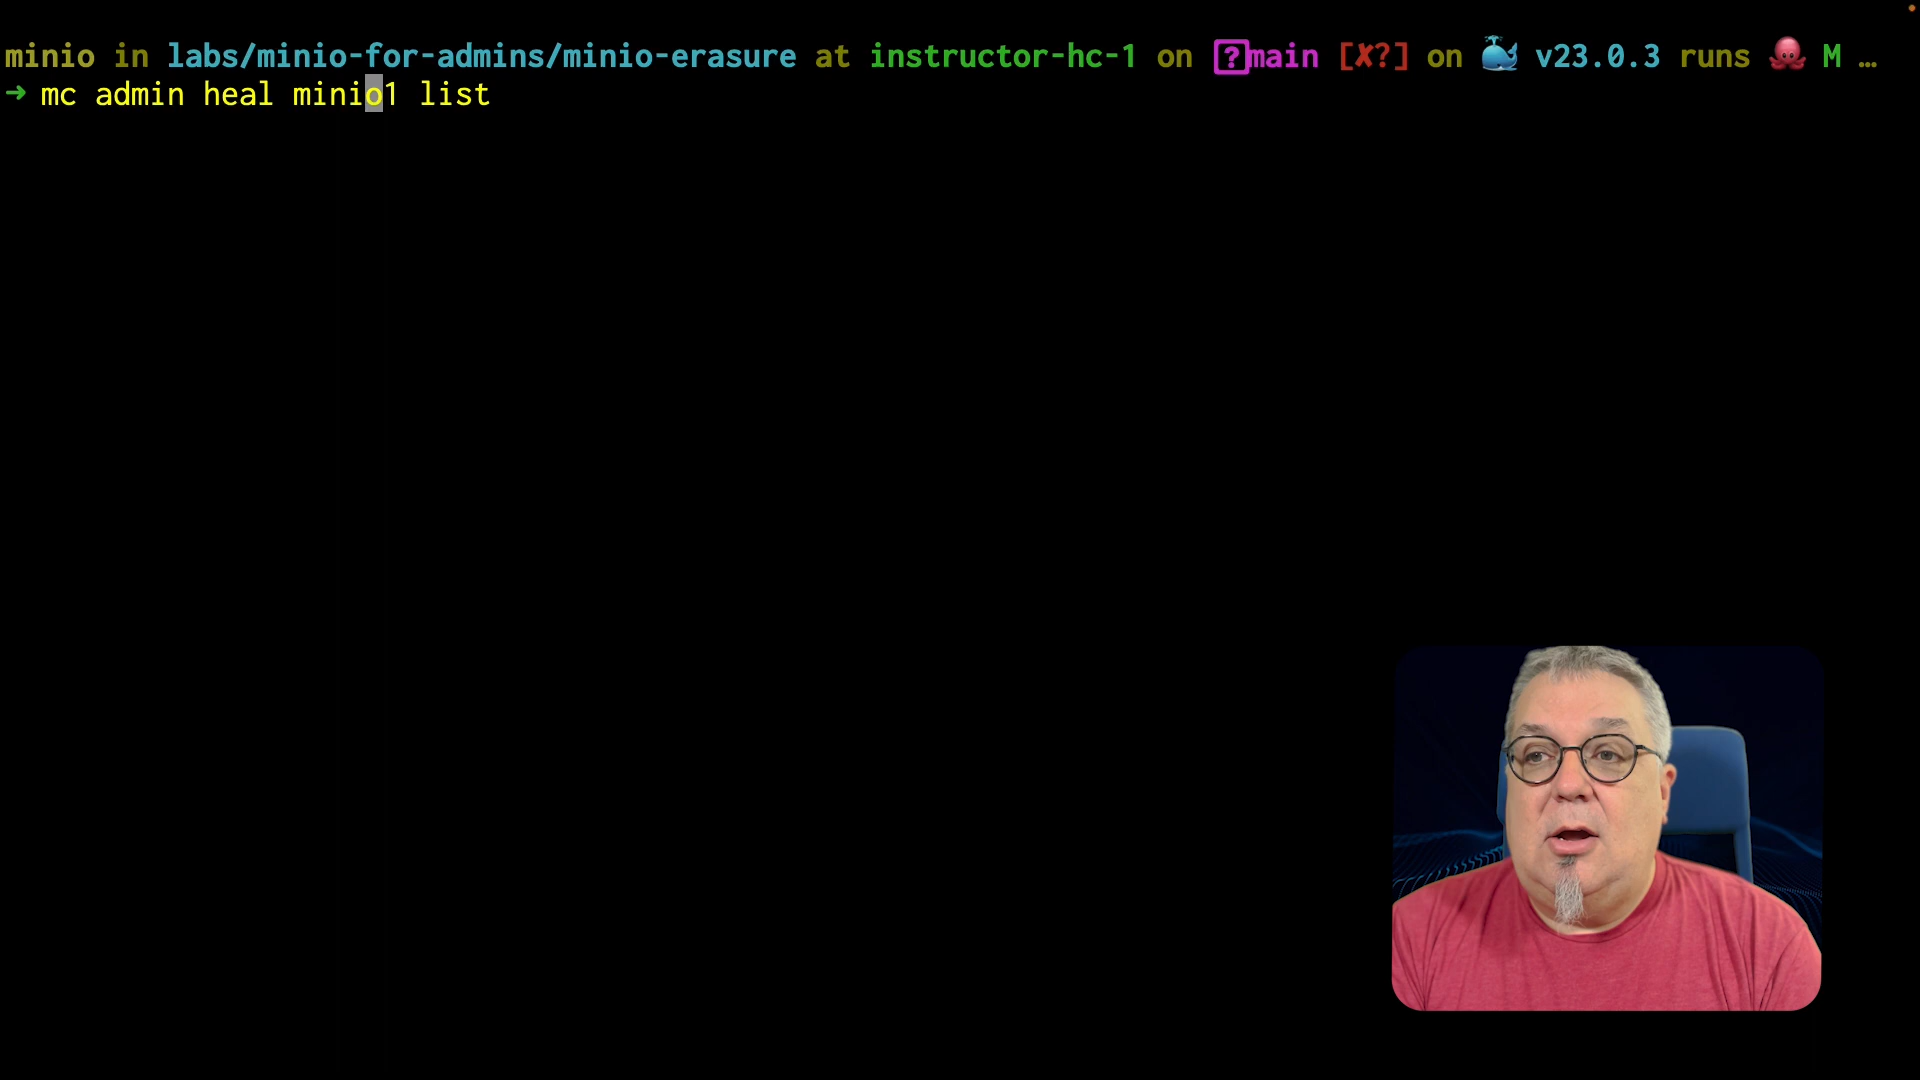 minio in labs/minio-for-admins/minio-erasure at instructor-hc-1 on [?]main [✘?] on 🐳 v23.0.3 runs 🐙 M …
➜ mc admin heal minio1 list